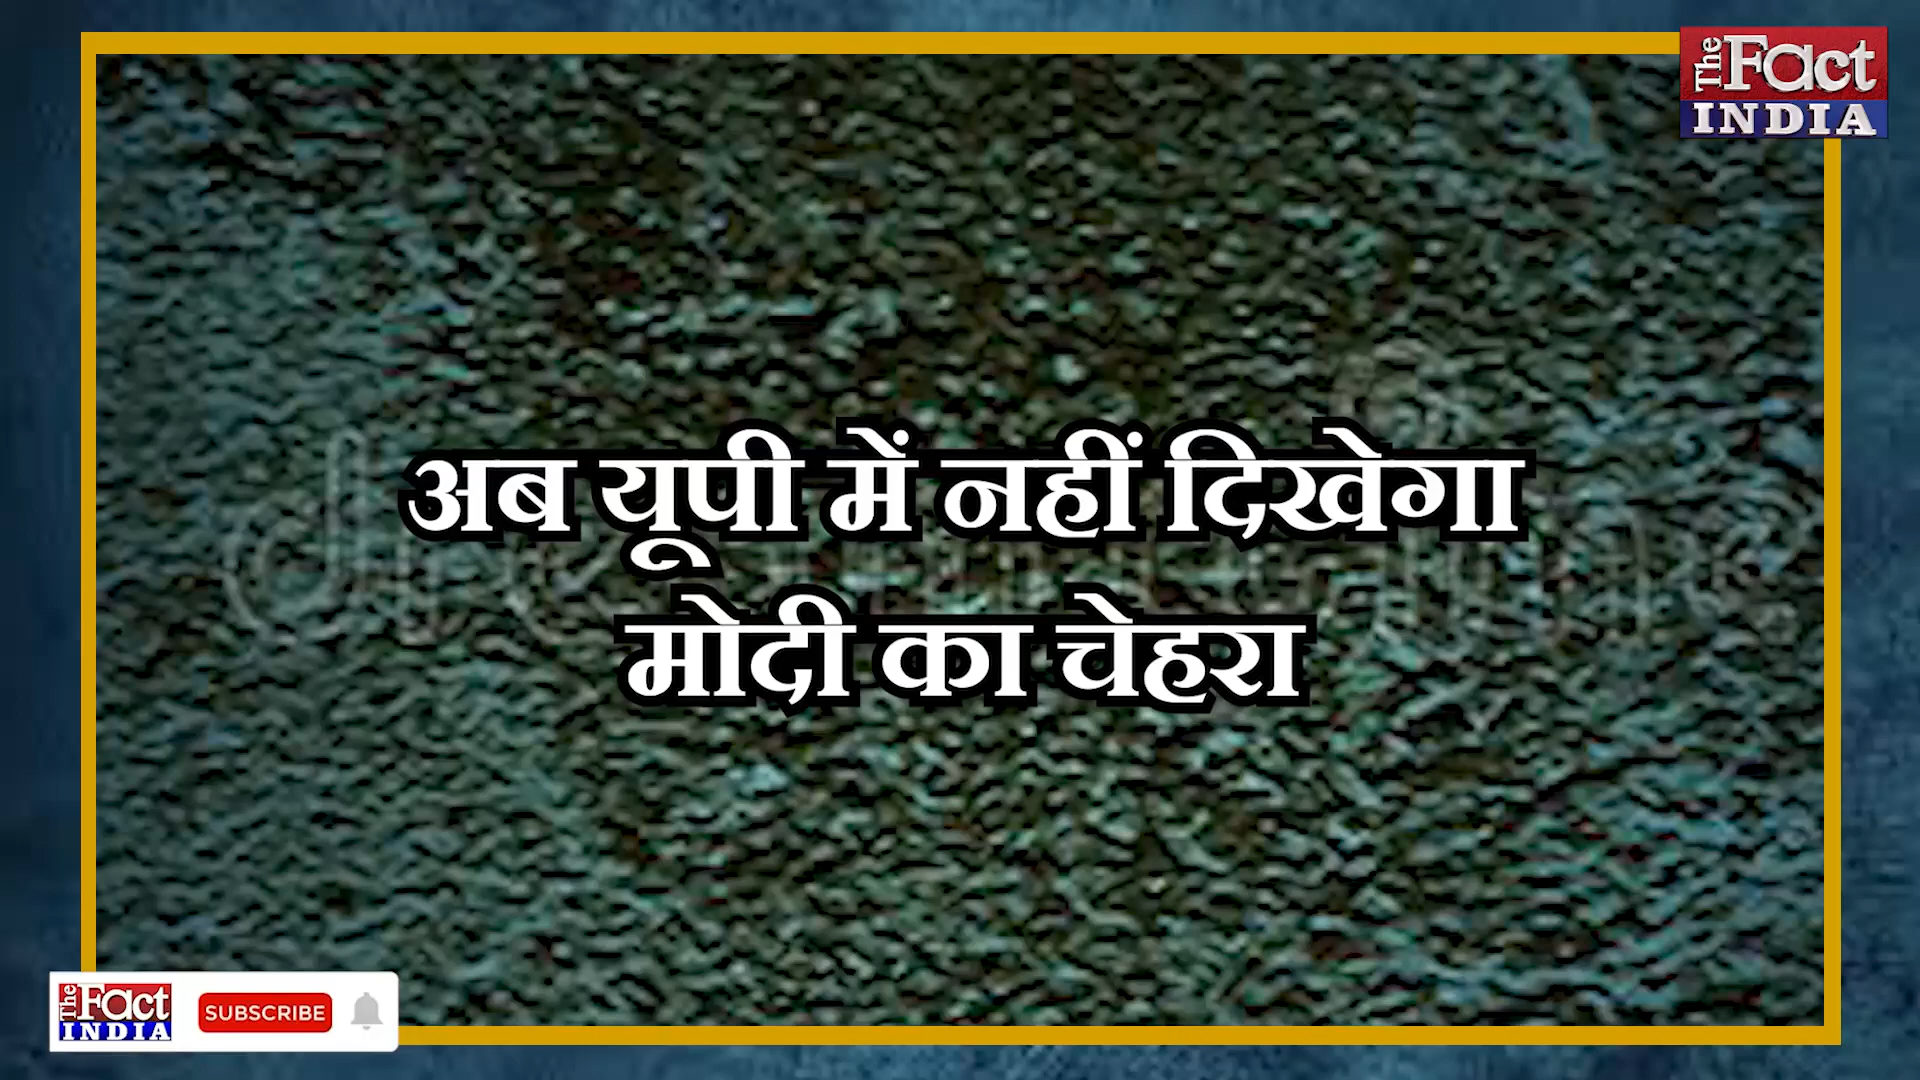 The Fact
INDIA
अब यूपी में नहीं दिखेगा
मोदी का चेहरा
The Fact
INDIA
SUBSCRIBE